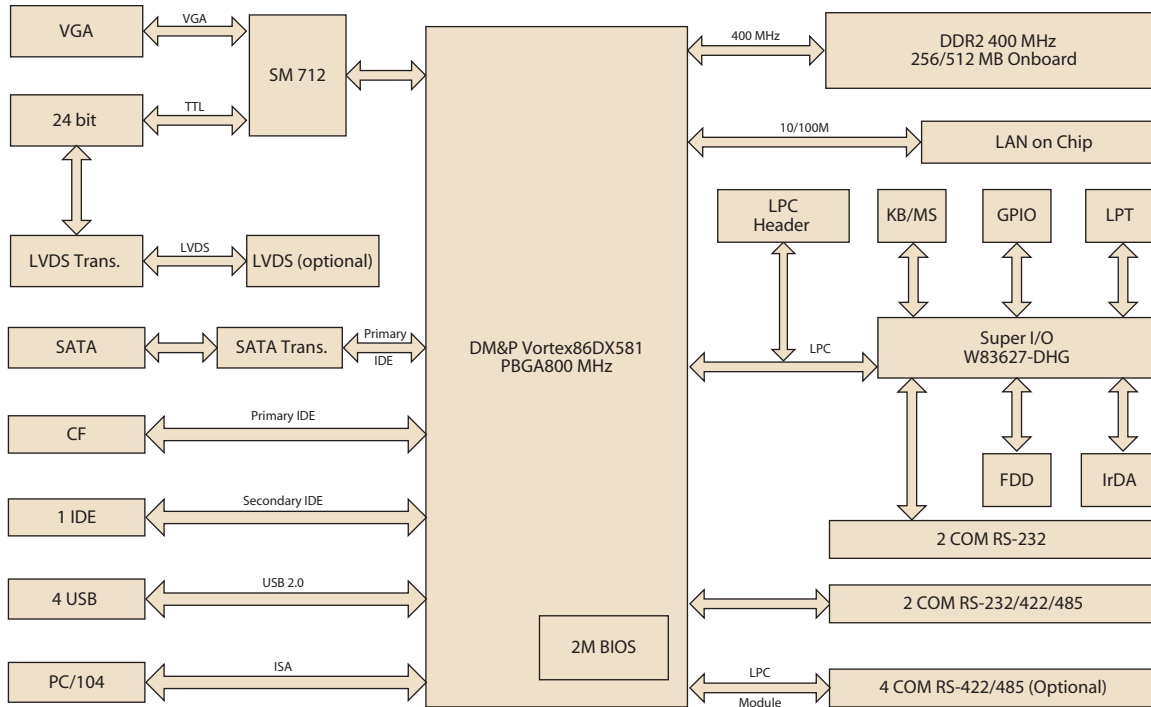 VGA
VGA
SM 712
24 bit
TTL
LVDS Trans.
LVDS
LVDS (optional)
SATA
SATA Trans.
Primary
IDE
CF
Primary IDE
1 IDE
Secondary IDE
4 USB
USB 2.0
PC/104
ISA
DM&P Vortex86DX581
PBGA800 MHz
2M BIOS
400 MHz
DDR2 400 MHz
256/512 MB Onboard
10/100M
LAN on Chip
LPC
Header
KB/MS
GPIO
LPT
LPC
Super I/O
W83627-DHG
FDD
IrDA
2 COM RS-232
2 COM RS-232/422/485
LPC
Module
4 COM RS-422/485 (Optional)